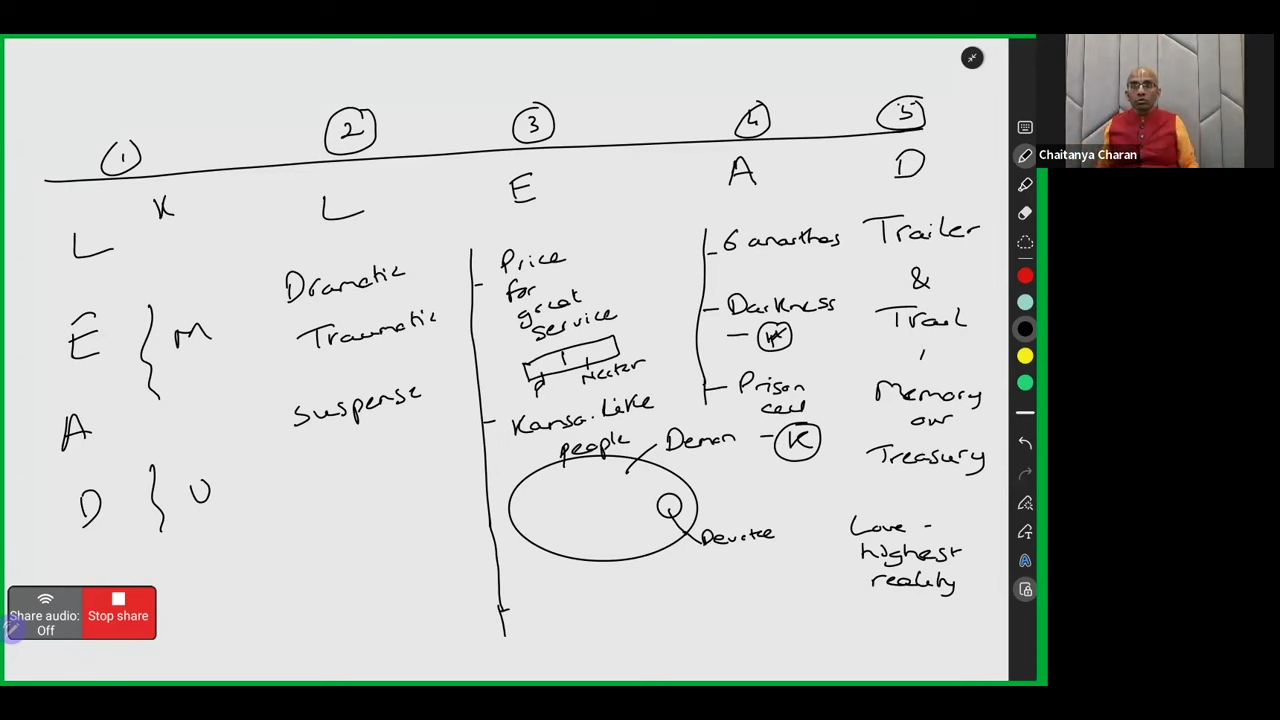 1
2
3
4
5
K
L
E
A
D
L
E
A
D
M
U
Dramatic
Traumatic
suspense
Price
for
great
service
P
Nectar
Kansa-Like
people
Demon
Devotee
6 anarthas
Darkness
Prison
cell
- K
Trailer
&
Trail
Memory
our
Treasury
Love -
highest
reality
Share audio:
Off
Stop share
Chaitanya Charan